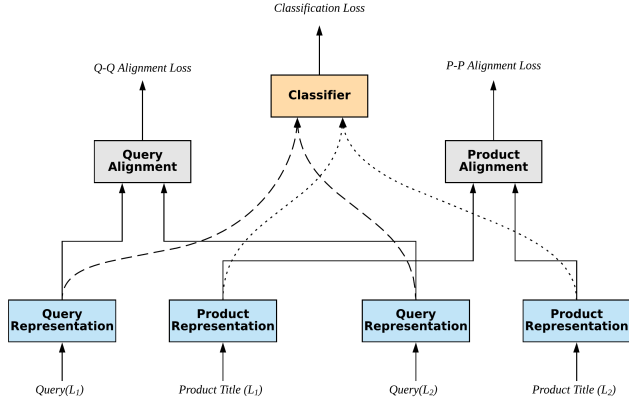 Classification Loss
Q-Q Alignment Loss
P-P Alignment Loss
Classifier
Query
Alignment
Product
Alignment
Query
Representation
Product
Representation
Query
Representation
Product
Representation
Query(L1)
Product Title (L1)
Query(L2)
Product Title (L2)